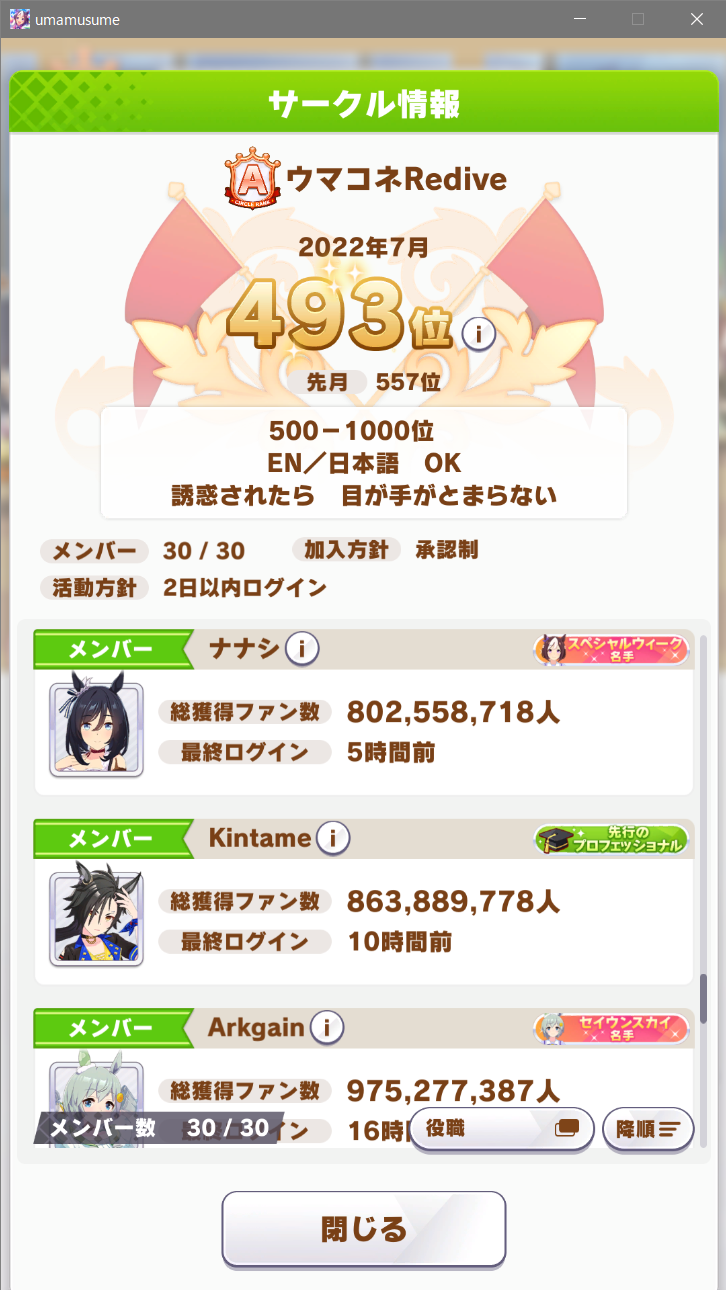 umamusume
サークル情報
A
CIRCLE RANK
ウマコネRedive
2022年7月
493位
i
先月 557位
500－1000位
EN／日本語　OK
誘惑されたら　目が手がとまらない
メンバー 30 / 30 加入方針 承認制
活動方針 2日以内ログイン
メンバー ナナシ i スペシャルウィーク名手
総獲得ファン数 802,558,718人
最終ログイン 5時間前
メンバー Kintame i 先行のプロフェッショナル
総獲得ファン数 863,889,778人
最終ログイン 10時間前
メンバー Arkgain i セイウンスカイ名手
総獲得ファン数 975,277,387人
メンバー数 30 / 30 イン 16時 役職 降順
閉じる